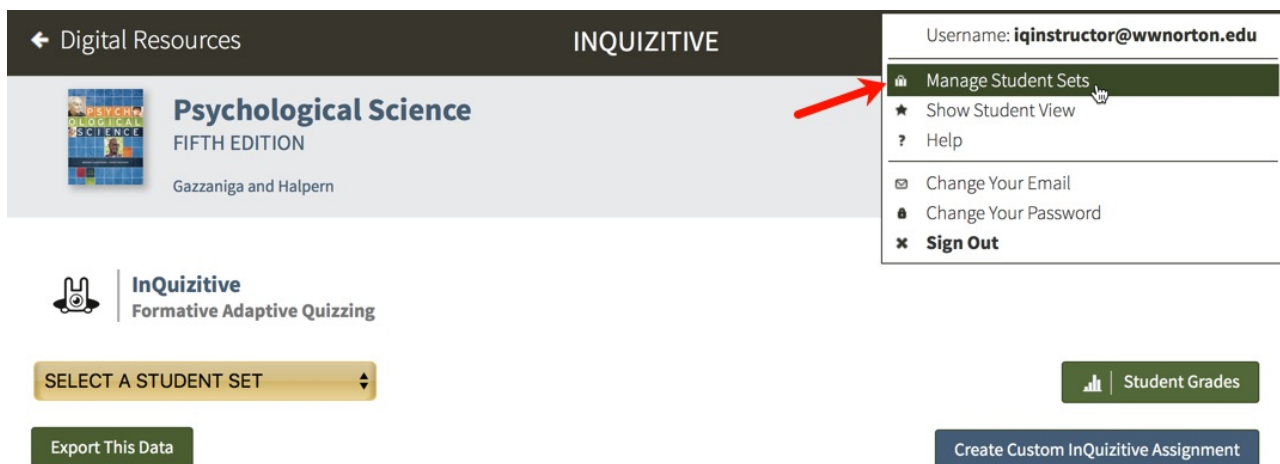 Digital Resources
INQUIZITIVE
Username: iqinstructor@wwnorton.edu
Manage Student Sets
Show Student View
? Help
Change Your Email
Change Your Password
Sign Out
PSYCHOLOGICAL
SCIENCE
Psychological Science
FIFTH EDITION
Gazzaniga and Halpern
InQuizitive
Formative Adaptive Quizzing
SELECT A STUDENT SET
Student Grades
Export This Data
Create Custom InQuizitive Assignment